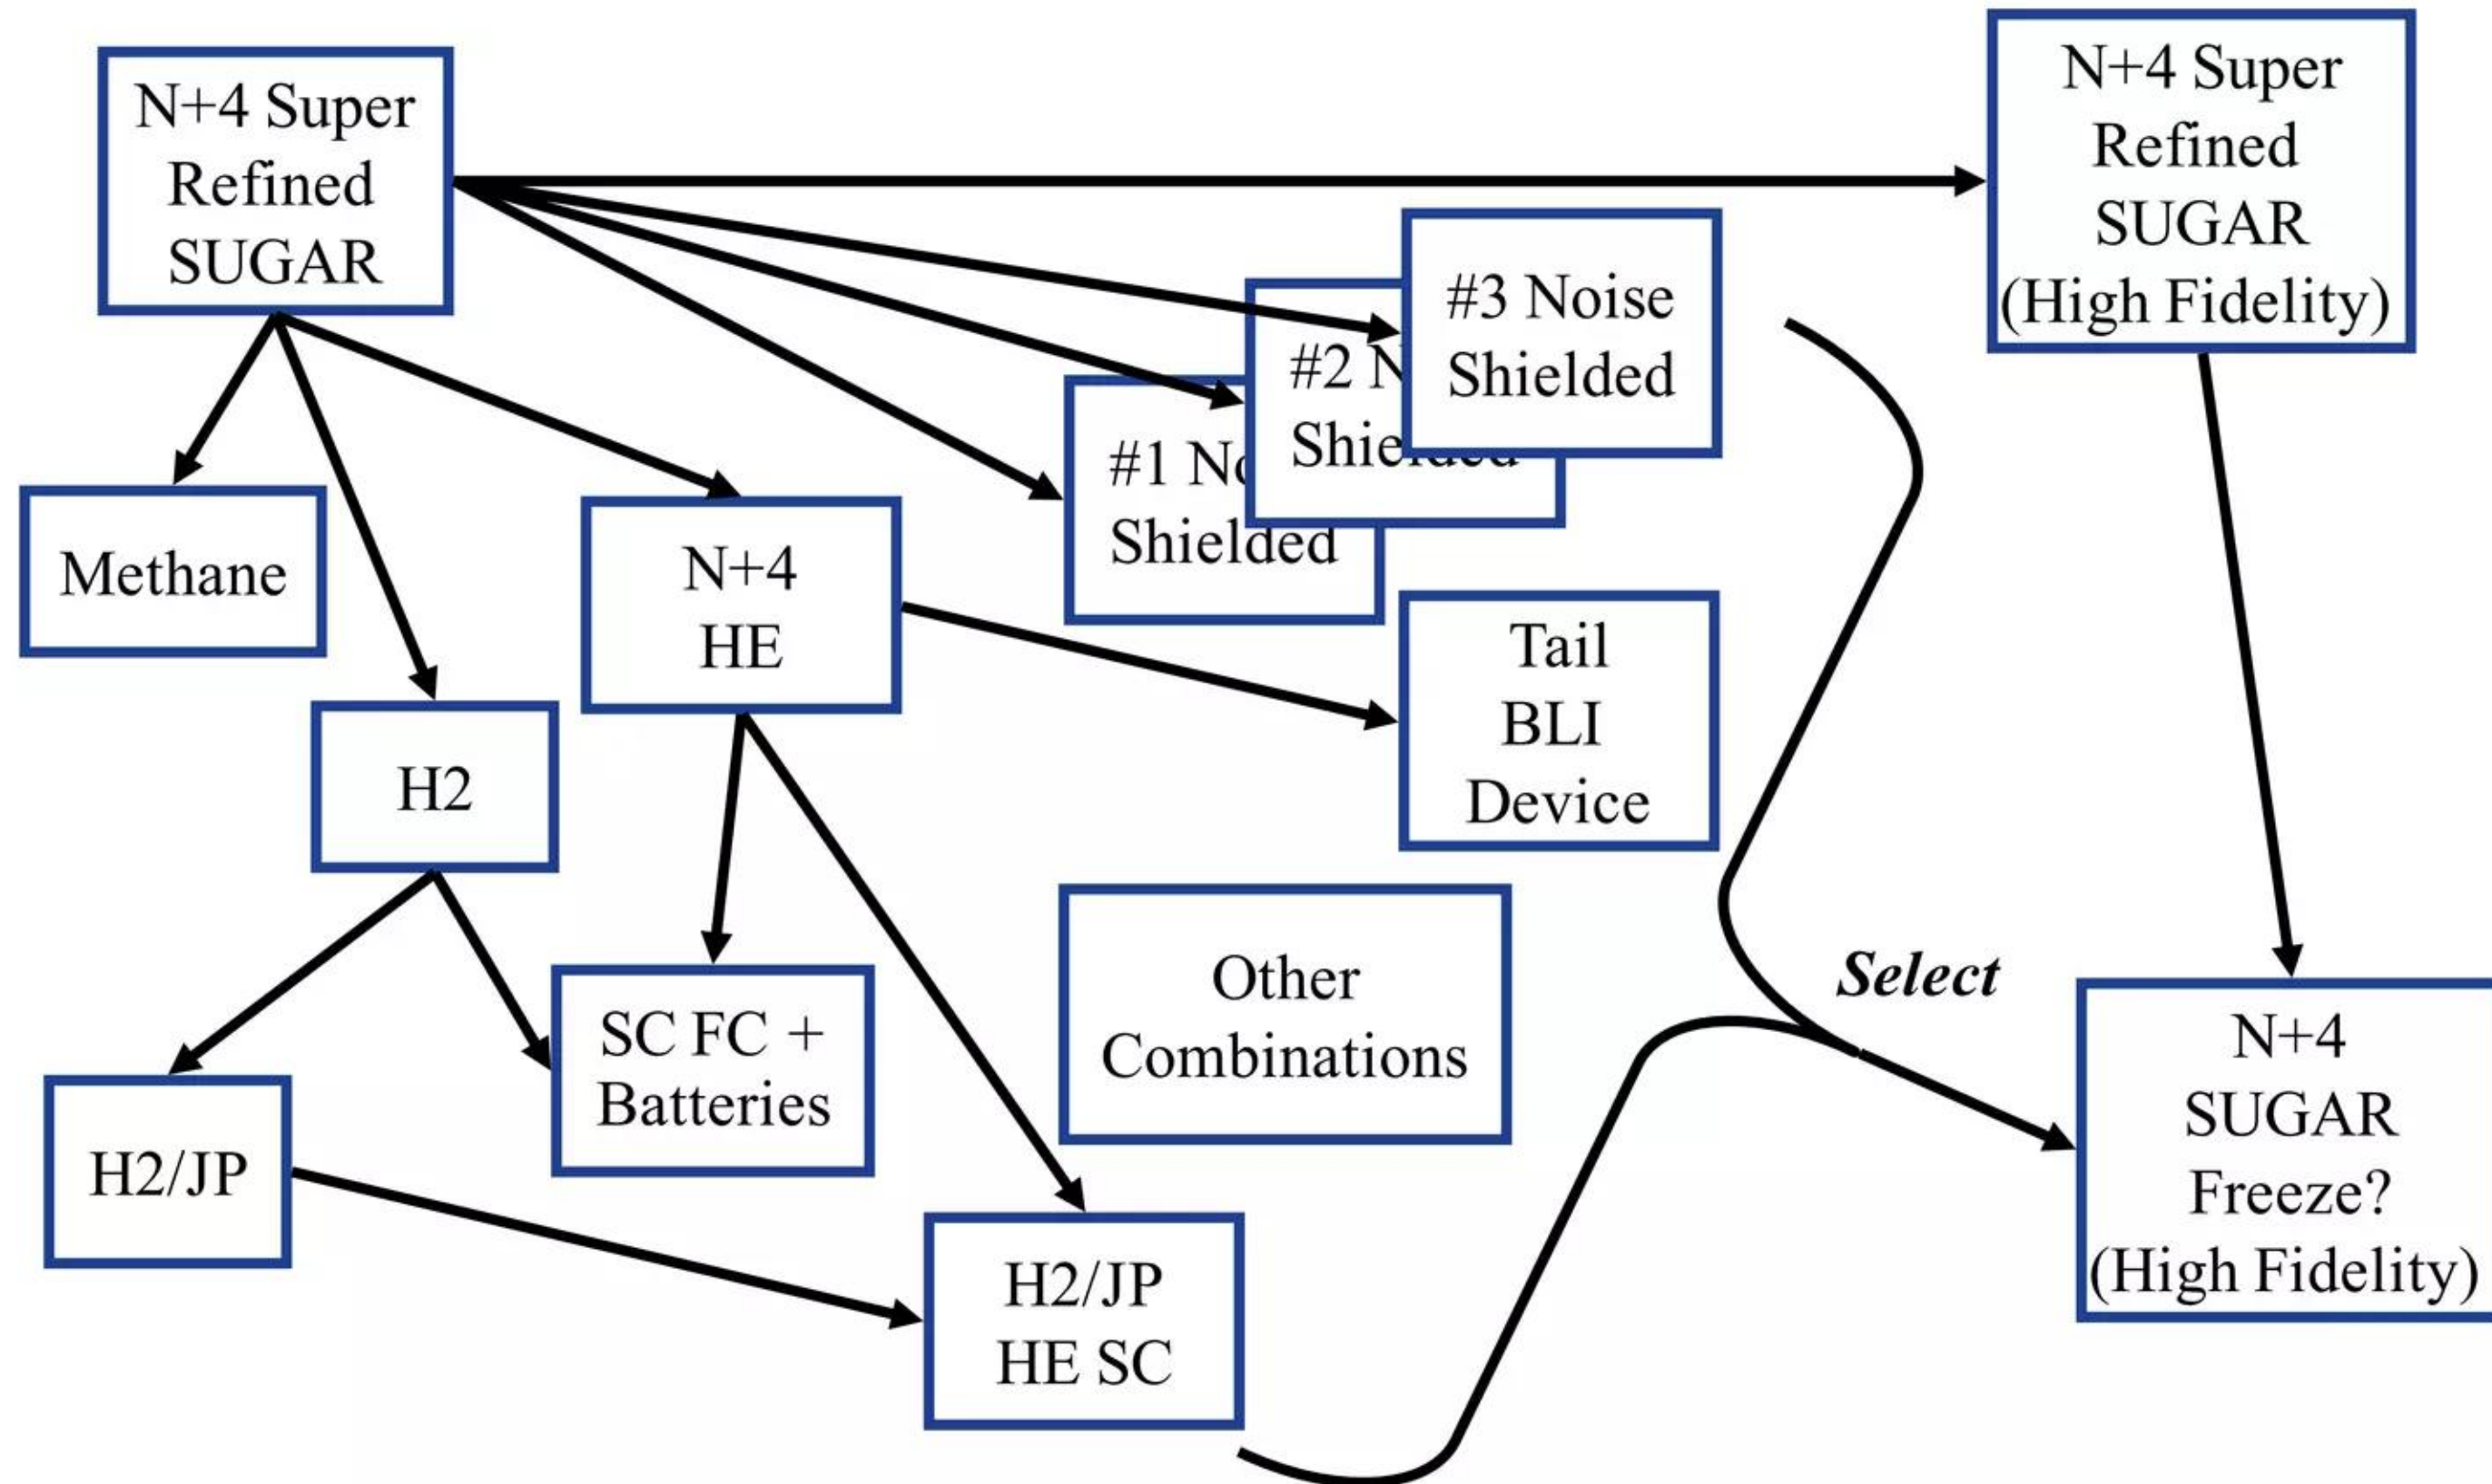 N+4 Super
Refined
SUGAR
N+4 Super
Refined
SUGAR
(High Fidelity)
#3 Noise
Shielded
#2 N
Shielded
#1 No
Shielded
Methane
N+4
HE
Tail
BLI
Device
H2
Other
Combinations
Select
SC FC +
Batteries
N+4
SUGAR
Freeze?
(High Fidelity)
H2/JP
H2/JP
HE SC